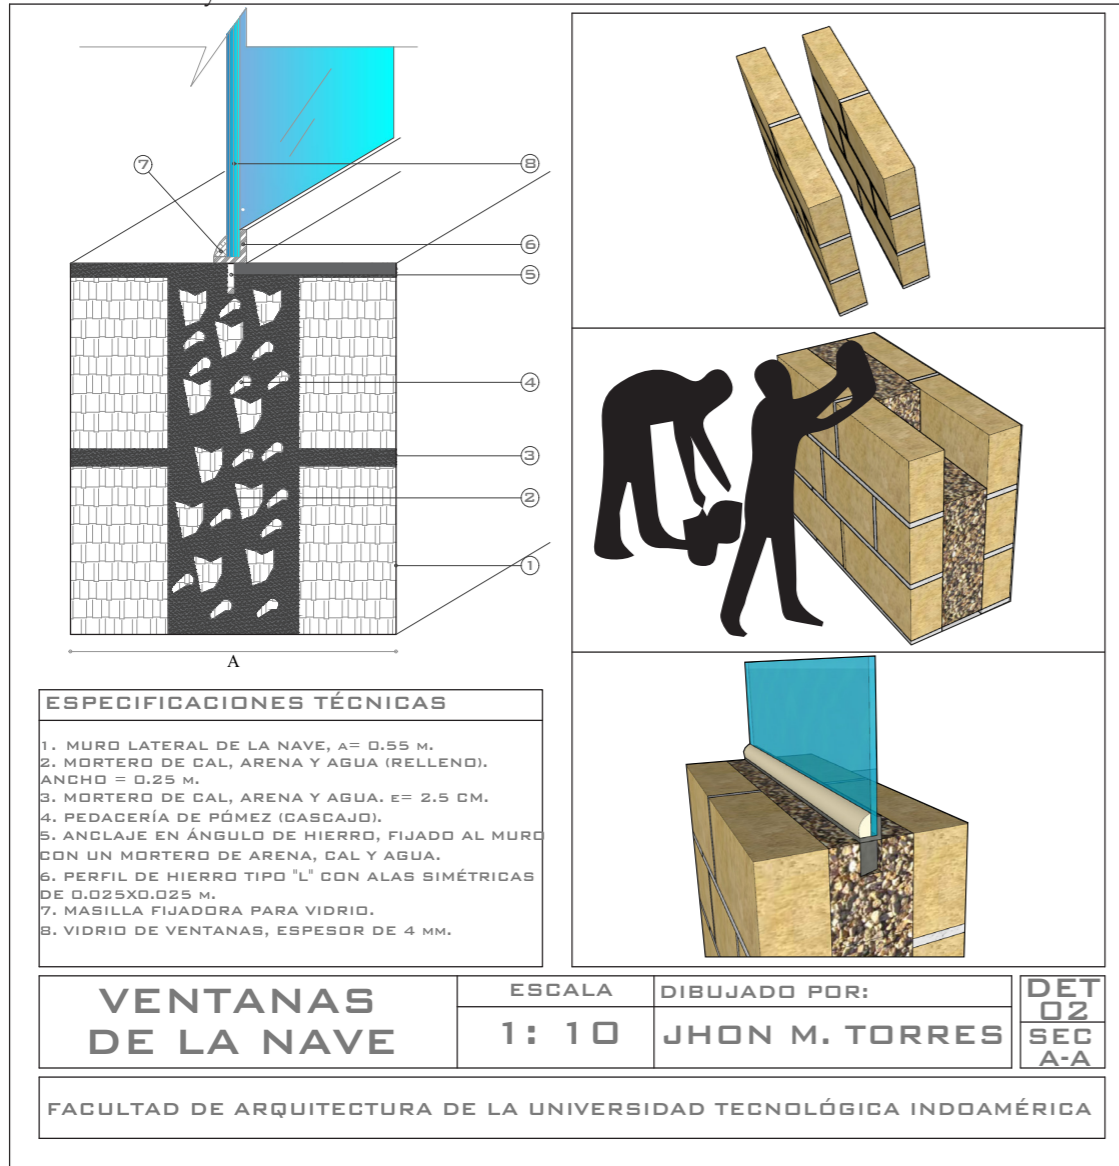 7
8
6
5
4
3
2
1
A
ESPECIFICACIONES TÉCNICAS
1. MURO LATERAL DE LA NAVE, A= 0.55 M.
2. MORTERO DE CAL, ARENA Y AGUA (RELLENO).
ANCHO = 0.25 M.
3. MORTERO DE CAL, ARENA Y AGUA. E= 2.5 CM.
4. PEDACERÍA DE PÓMEZ (CASCAJO).
5. ANCLAJE EN ÁNGULO DE HIERRO, FIJADO AL MURO
CON UN MORTERO DE ARENA, CAL Y AGUA.
6. PERFIL DE HIERRO TIPO "L" CON ALAS SIMÉTRICAS
DE 0.025X0.025 M.
7. MASILLA FIJADORA PARA VIDRIO.
8. VIDRIO DE VENTANAS, ESPESOR DE 4 MM.
VENTANAS
DE LA NAVE
ESCALA
1: 10
DIBUJADO POR:
JHON M. TORRES
DET
02
SEC
A-A
FACULTAD DE ARQUITECTURA DE LA UNIVERSIDAD TECNOLÓGICA INDOAMÉRICA